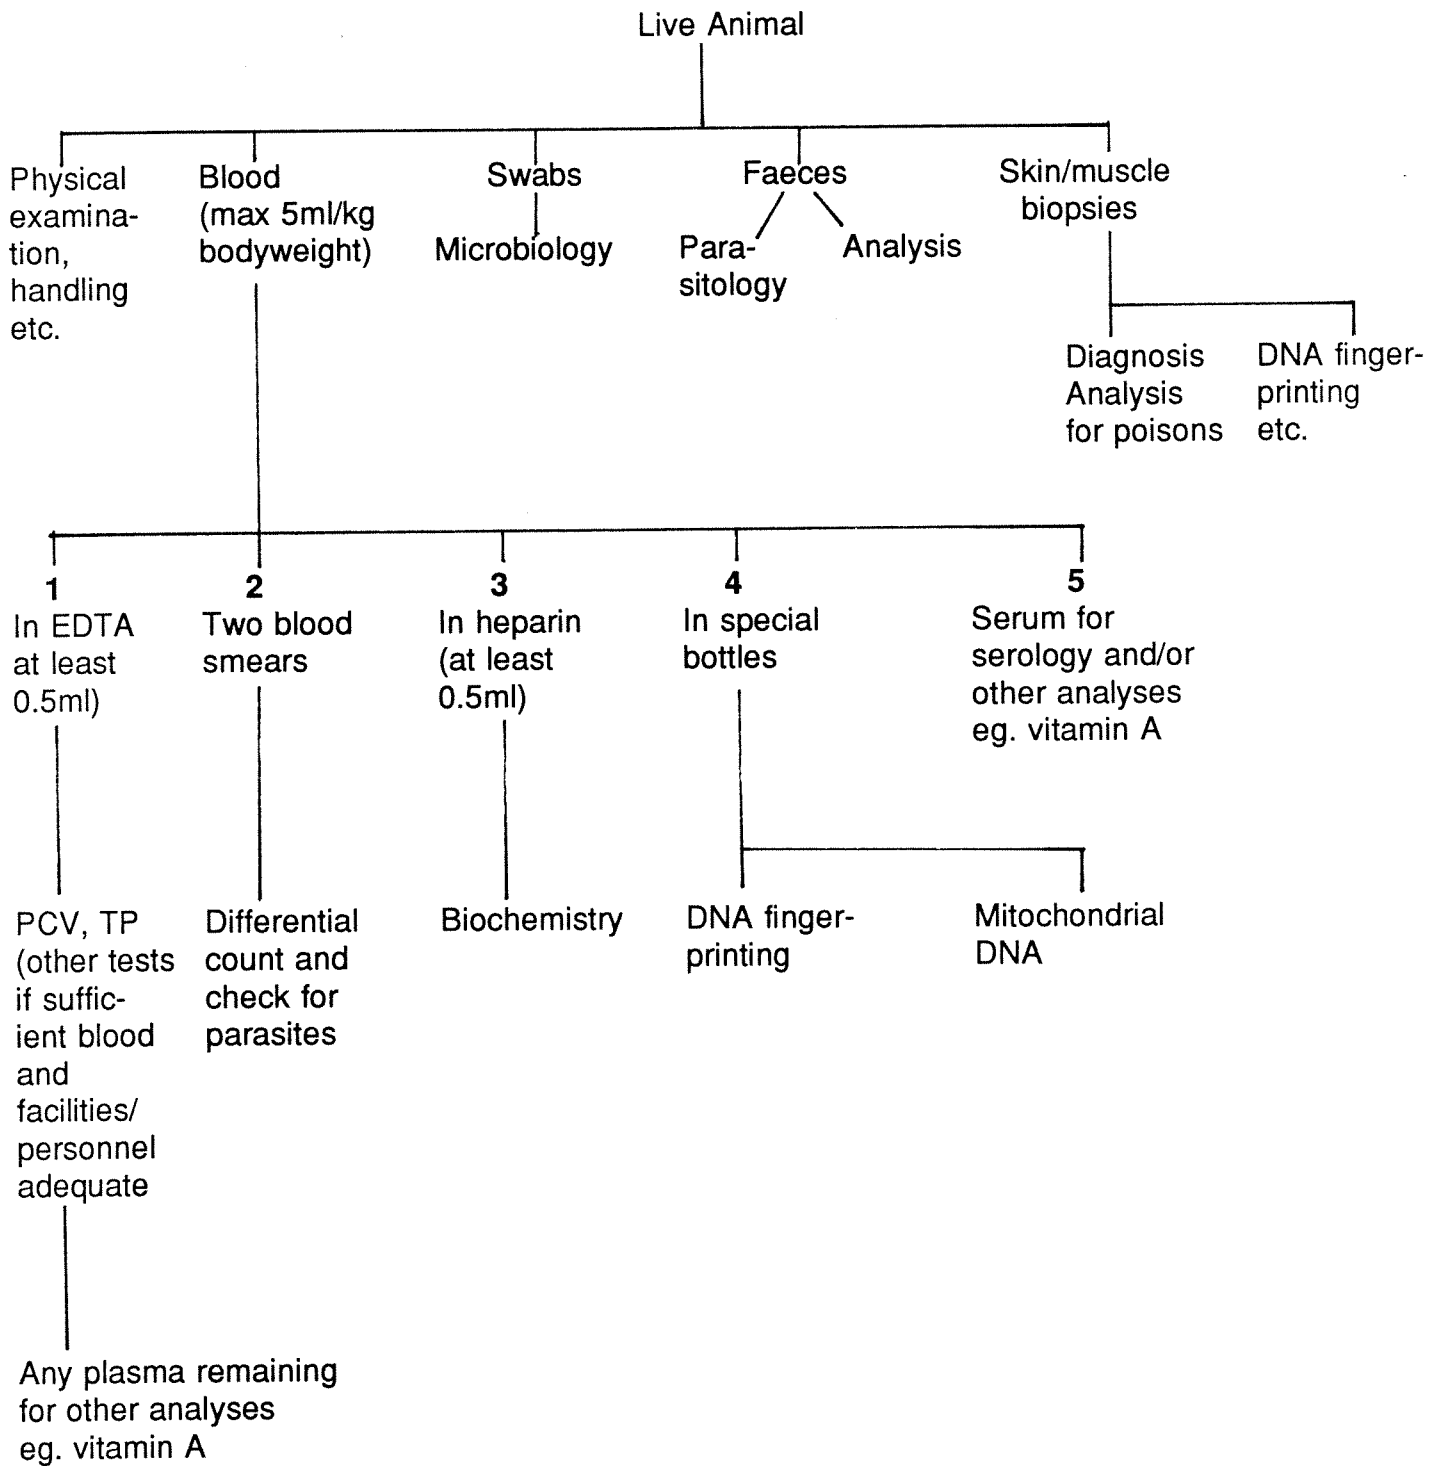 Live Animal
Physical
examina-
tion,
handling
etc.
Blood
(max 5ml/kg
bodyweight)
Swabs
Microbiology
Faeces
Para-
sitology
Analysis
Skin/muscle
biopsies
Diagnosis
Analysis
for poisons
DNA finger-
printing
etc.
1
In EDTA
at least
0.5ml)
PCV, TP
(other tests
if suffic-
ient blood
and
facilities/
personnel
adequate
Any plasma remaining
for other analyses
eg. vitamin A
2
Two blood
smears
Differential
count and
check for
parasites
3
In heparin
(at least
0.5ml)
Biochemistry
4
In special
bottles
DNA finger-
printing
Mitochondrial
DNA
5
Serum for
serology and/or
other analyses
eg. vitamin A